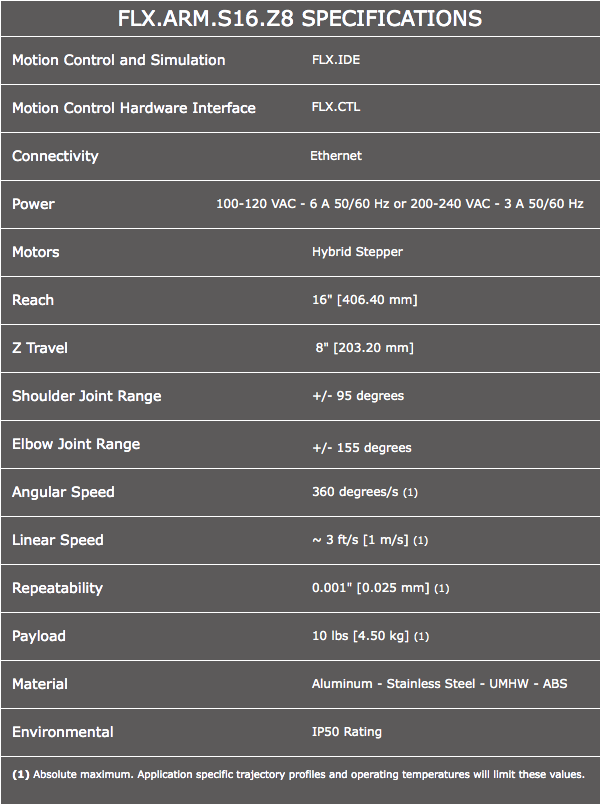 FLX.ARM.S16.Z8 SPECIFICATIONS
Motion Control and Simulation FLX.IDE
Motion Control Hardware Interface FLX.CTL
Connectivity Ethernet
Power 100-120 VAC - 6 A 50/60 Hz or 200-240 VAC - 3 A 50/60 Hz
Motors Hybrid Stepper
Reach 16" [406.40 mm]
Z Travel 8" [203.20 mm]
Shoulder Joint Range +/- 95 degrees
Elbow Joint Range +/- 155 degrees
Angular Speed 360 degrees/s (1)
Linear Speed ~ 3 ft/s [1 m/s] (1)
Repeatability 0.001" [0.025 mm] (1)
Payload 10 lbs [4.50 kg] (1)
Material Aluminum - Stainless Steel - UMHW - ABS
Environmental IP50 Rating
(1) Absolute maximum. Application specific trajectory profiles and operating temperatures will limit these values.